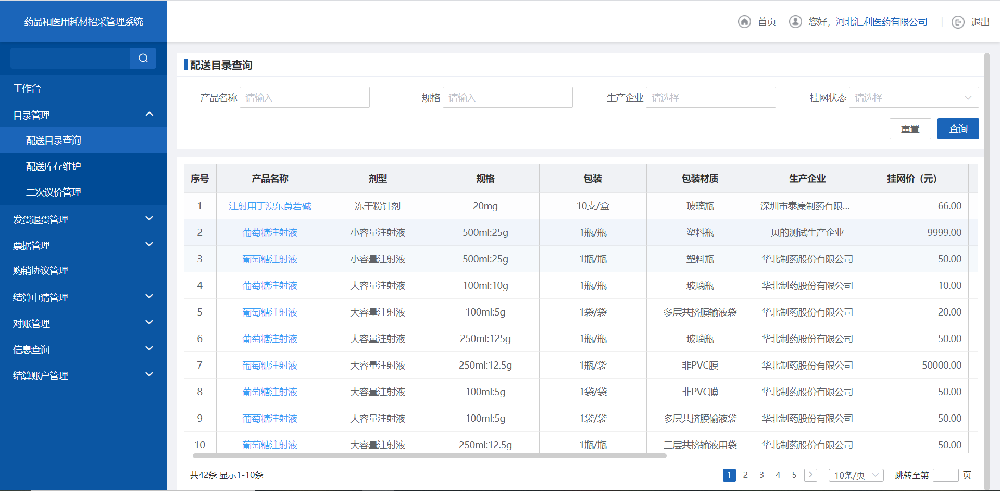 药品和医用耗材招采管理系统
首页 您好，河北汇利医药有限公司 退出
工作台
目录管理
配送目录查询
配送库存维护
二次议价管理
发货退货管理
票据管理
购销协议管理
结算申请管理
对账管理
信息查询
结算账户管理
配送目录查询
产品名称 请输入 规格 请输入 生产企业 请选择 挂网状态 请选择
重置 查询
序号 产品名称 剂型 规格 包装 包装材质 生产企业 挂网价（元）
1 注射用丁溴东莨菪碱 冻干粉针剂 20mg 10支/盒 玻璃瓶 深圳市泰康制药有限... 66.00
2 葡萄糖注射液 小容量注射液 500ml:25g 1瓶/瓶 塑料瓶 贝的测试生产企业 9999.00
3 葡萄糖注射液 小容量注射液 500ml:25g 1瓶/瓶 塑料瓶 华北制药股份有限公司 50.00
4 葡萄糖注射液 大容量注射液 100ml:10g 1瓶/瓶 玻璃瓶 华北制药股份有限公司 10.00
5 葡萄糖注射液 大容量注射液 100ml:5g 1袋/袋 多层共挤膜输液袋 华北制药股份有限公司 20.00
6 葡萄糖注射液 大容量注射液 250ml:125g 1瓶/瓶 玻璃瓶 华北制药股份有限公司 50.00
7 葡萄糖注射液 大容量注射液 250ml:12.5g 1瓶/袋 非PVC膜 华北制药股份有限公司 50000.00
8 葡萄糖注射液 大容量注射液 100ml:5g 1袋/袋 非PVC膜 华北制药股份有限公司 50.00
9 葡萄糖注射液 大容量注射液 100ml:5g 1袋/袋 多层共挤膜输液袋 华北制药股份有限公司 50.00
10 葡萄糖注射液 大容量注射液 250ml:12.5g 1瓶/瓶 三层共挤输液用袋 华北制药股份有限公司 50.00
共42条 显示1-10条 1 2 3 4 5 10条/页 跳转至第 页